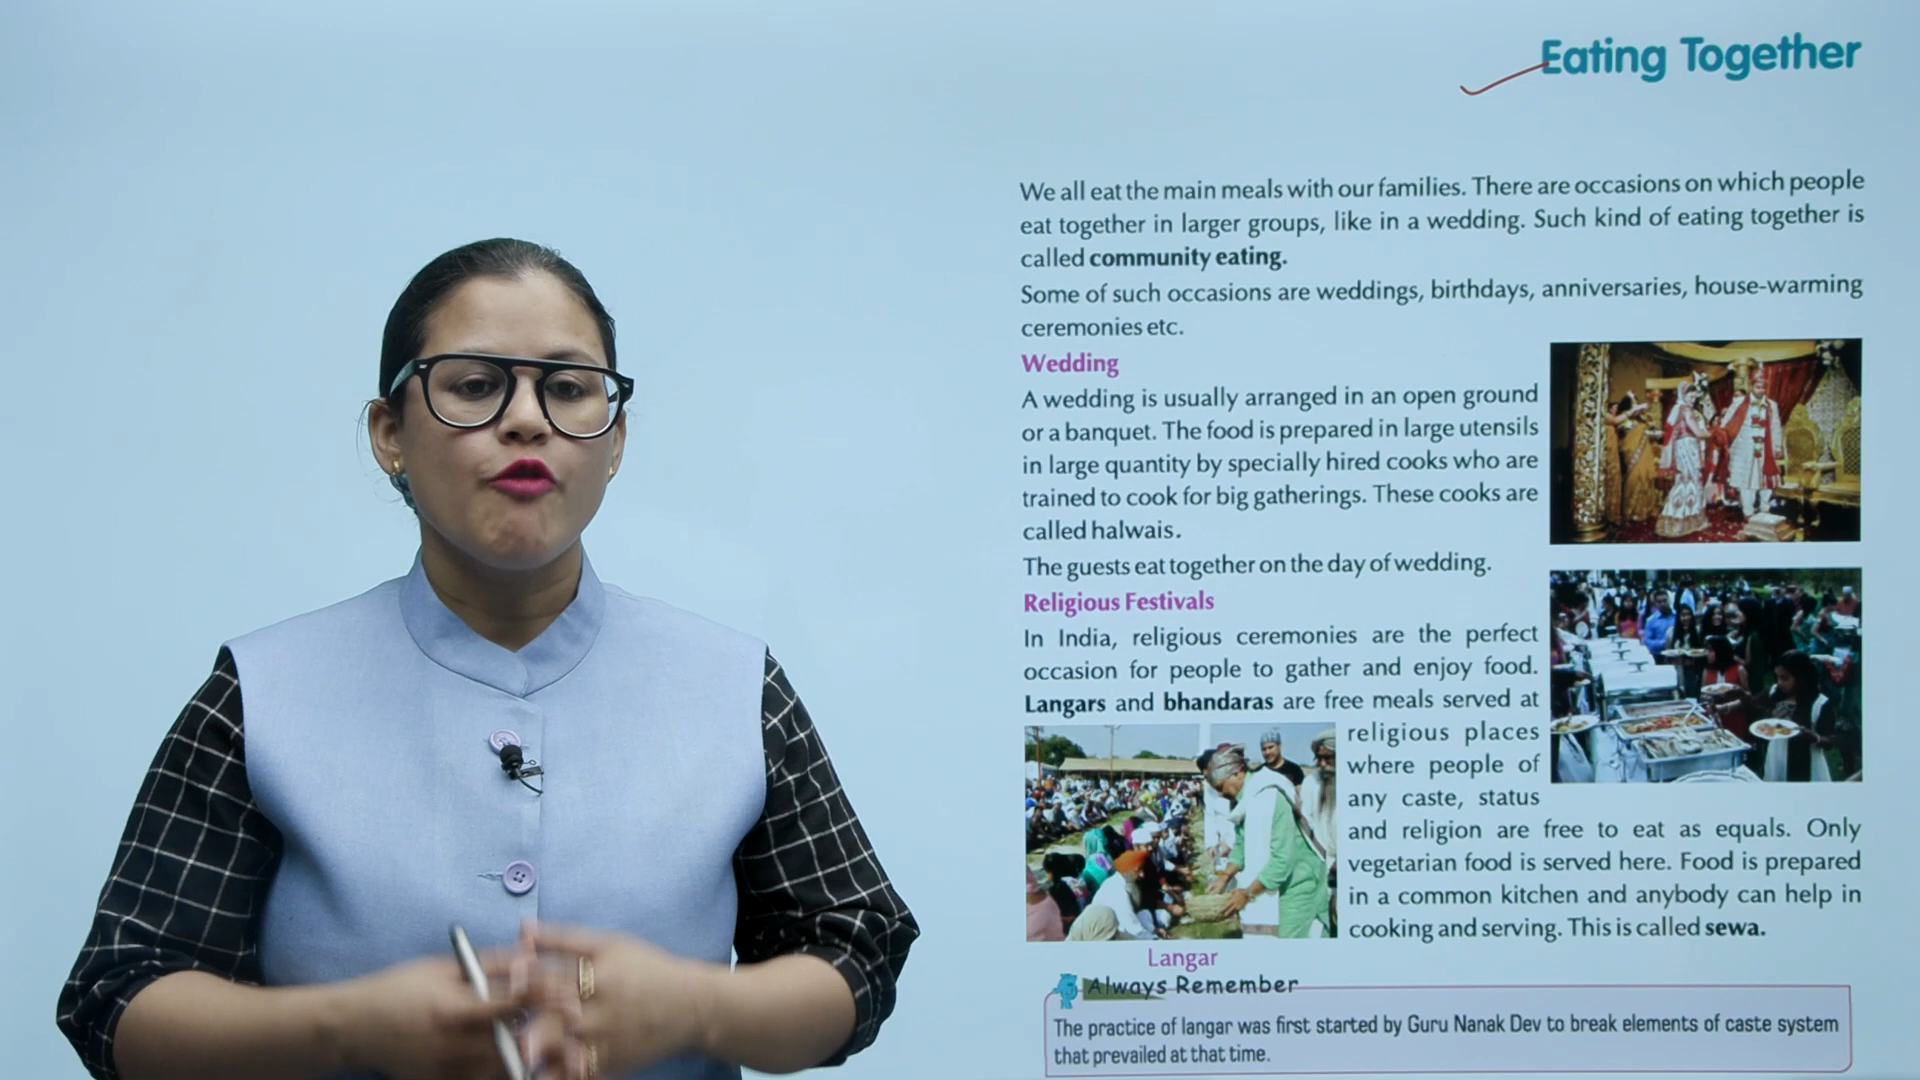 Eating Together
We all eat the main meals with our families. There are occasions on which people
eat together in larger groups, like in a wedding. Such kind of eating together is
called community eating.
Some of such occasions are weddings, birthdays, anniversaries, house-warming
ceremonies etc.
Wedding
A wedding is usually arranged in an open ground
or a banquet. The food is prepared in large utensils
in large quantity by specially hired cooks who are
trained to cook for big gatherings. These cooks are
called halwais.
The guests eat together on the day of wedding.
Religious Festivals
In India, religious ceremonies are the perfect
occasion for people to gather and enjoy food.
Langars and bhandaras are free meals served at
religious places
where people of
any caste, status
and religion are free to eat as equals. Only
vegetarian food is served here. Food is prepared
in a common kitchen and anybody can help in
cooking and serving. This is called sewa.
Langar
Always Remember
The practice of langar was first started by Guru Nanak Dev to break elements of caste system
that prevailed at that time.